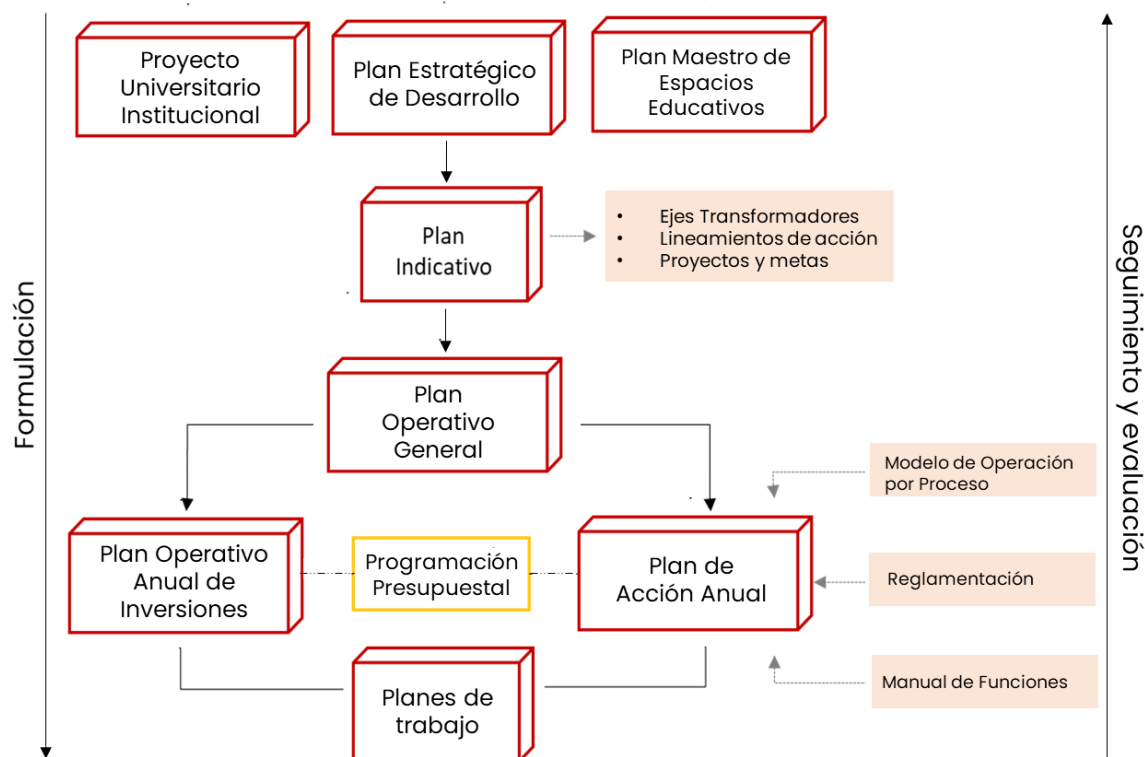 Proyecto
Universitario
Institucional
Plan Estratégico
de Desarrollo
Plan Maestro de
Espacios
Educativos
Plan
Indicativo
• Ejes Transformadores
• Lineamientos de acción
• Proyectos y metas
Formulación
Seguimiento y evaluación
Plan
Operativo
General
Modelo de Operación
por Proceso
Plan Operativo
Anual de
Inversiones
Programación
Presupuestal
Plan de
Acción Anual
Reglamentación
Planes de
trabajo
Manual de Funciones